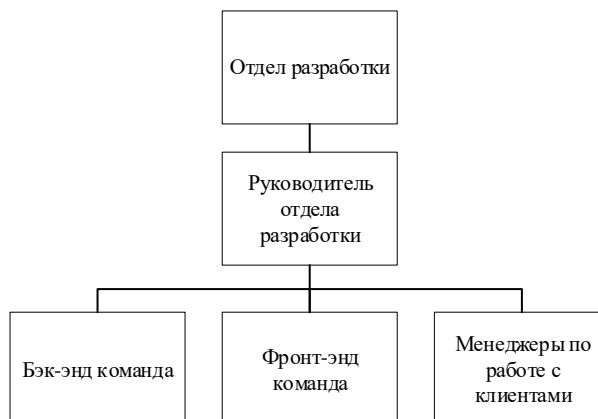 Отдел разработки
Руководитель
отдела
разработки
Бэк-энд команда
Фронт-энд
команда
Менеджеры по
работе с
клиентами